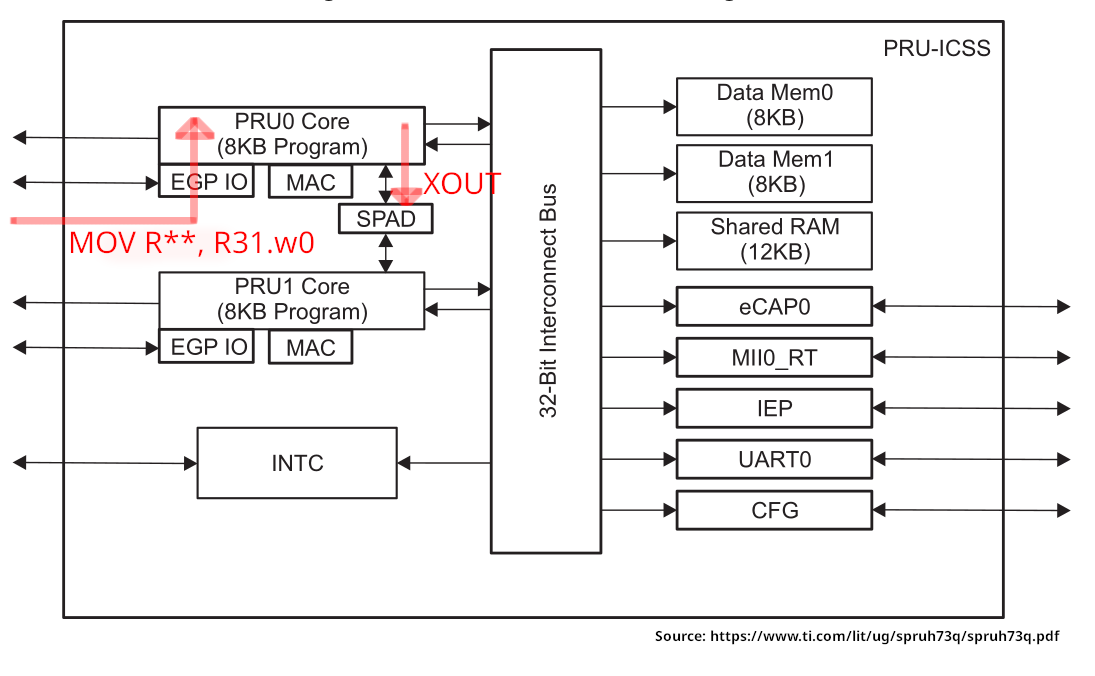 PRU-ICSS
PRU0 Core
(8KB Program)
EGP IO
MAC
XOUT
SPAD
MOV R**, R31.w0
PRU1 Core
(8KB Program)
EGP IO
MAC
INTC
32-Bit Interconnect Bus
Data Mem0
(8KB)
Data Mem1
(8KB)
Shared RAM
(12KB)
eCAP0
MII0_RT
IEP
UART0
CFG
Source: https://www.ti.com/lit/ug/spruh73q/spruh73q.pdf